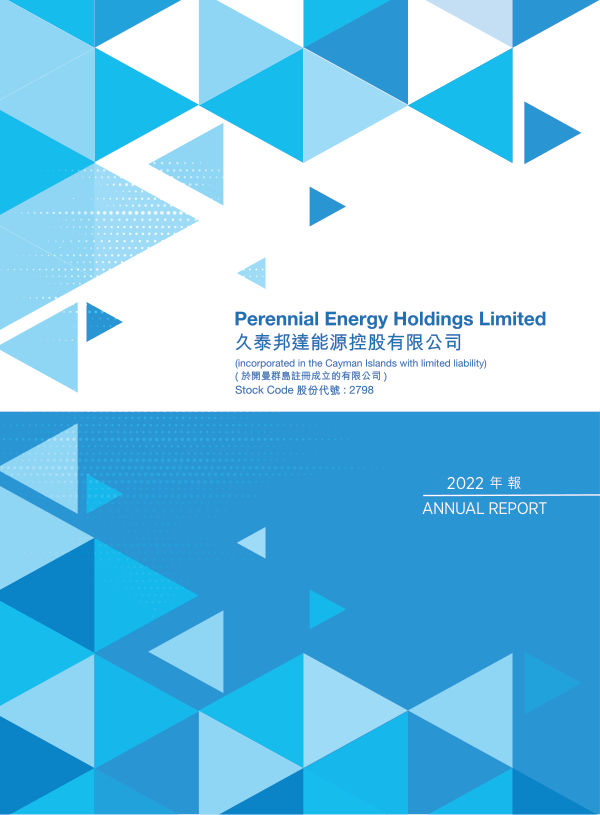 Perennial Energy Holdings Limited
久泰邦達能源控股有限公司
(incorporated in the Cayman Islands with limited liability)
( 於開曼群島註冊成立的有限公司 )
Stock Code 股份代號 : 2798
2022 年 報
ANNUAL REPORT